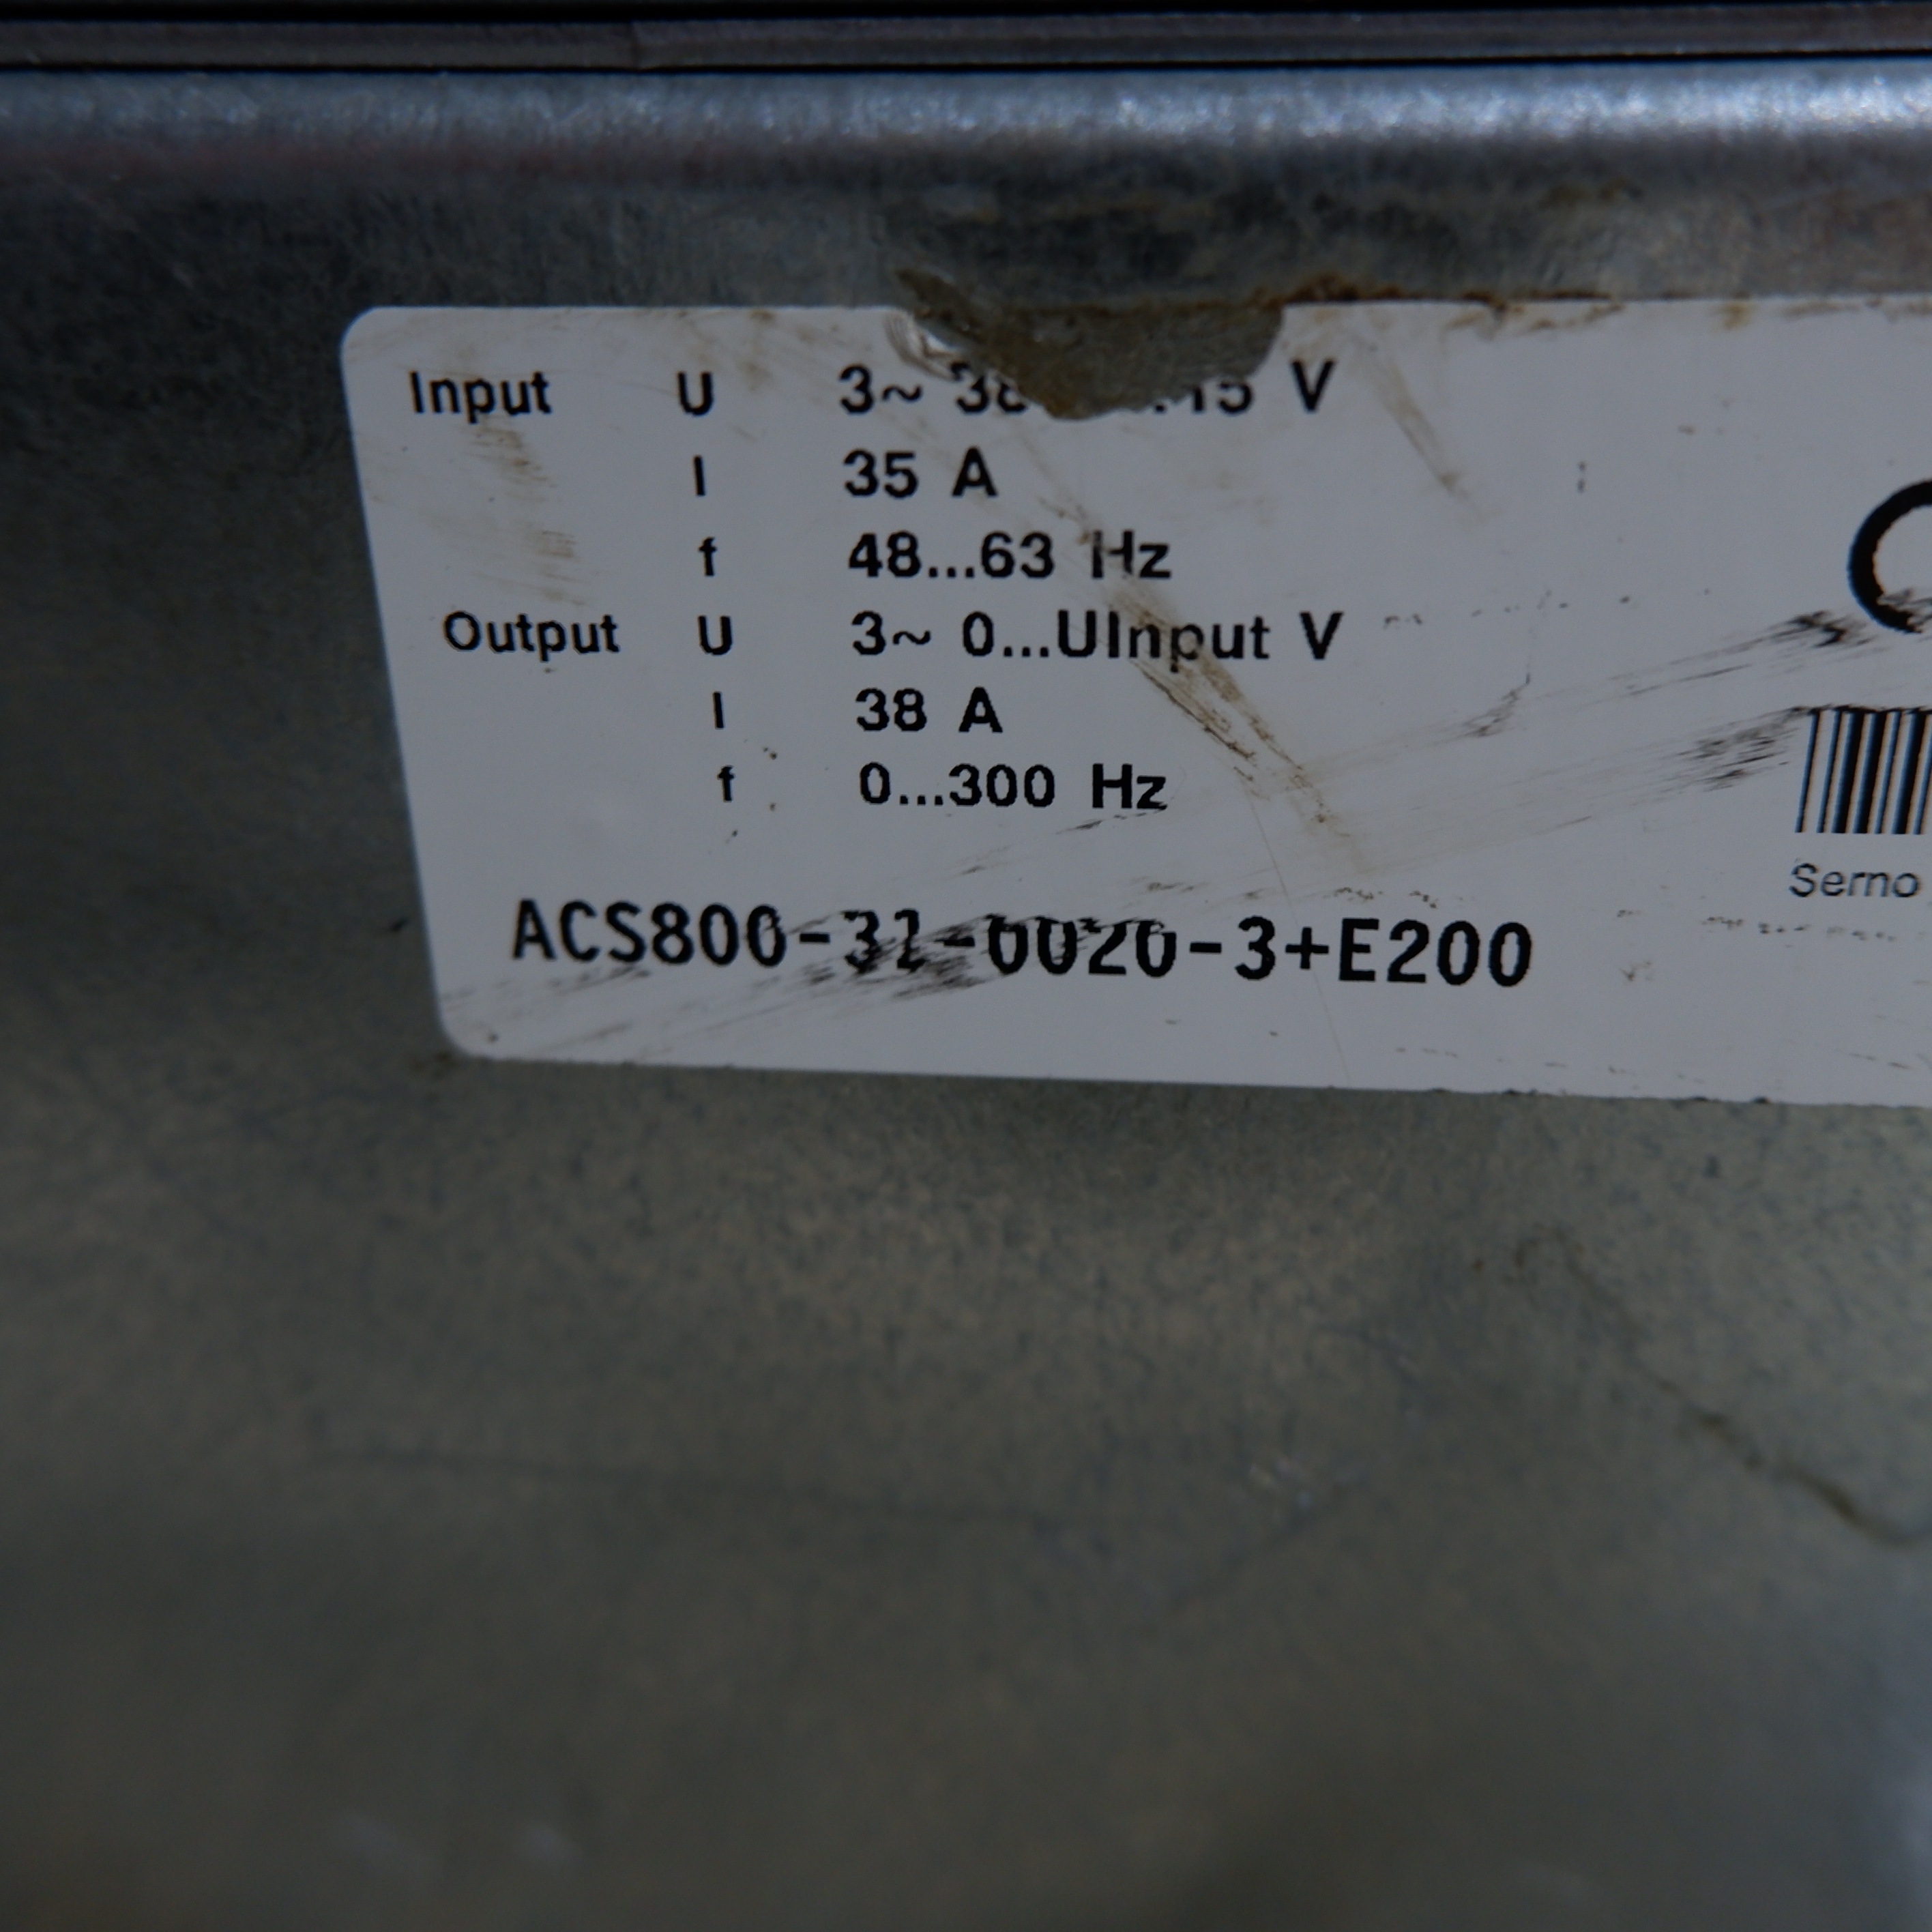 Input U 3~ V
I 35 A
f 48...63 Hz
Output U 3~ 0...UInput V
I 38 A
f 0...300 Hz
ACS800-31-0020-3+E200
Serno